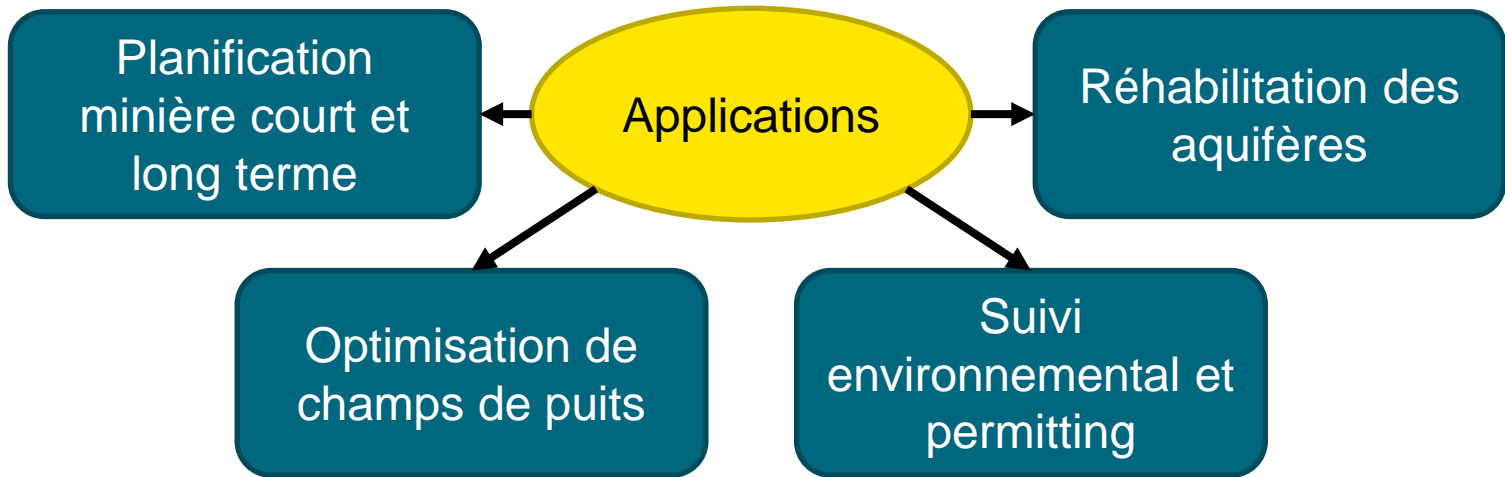 Planification
minière court et
long terme
Applications
Réhabilitation des
aquifères
Optimisation de
champs de puits
Suivi
environnemental et
permitting